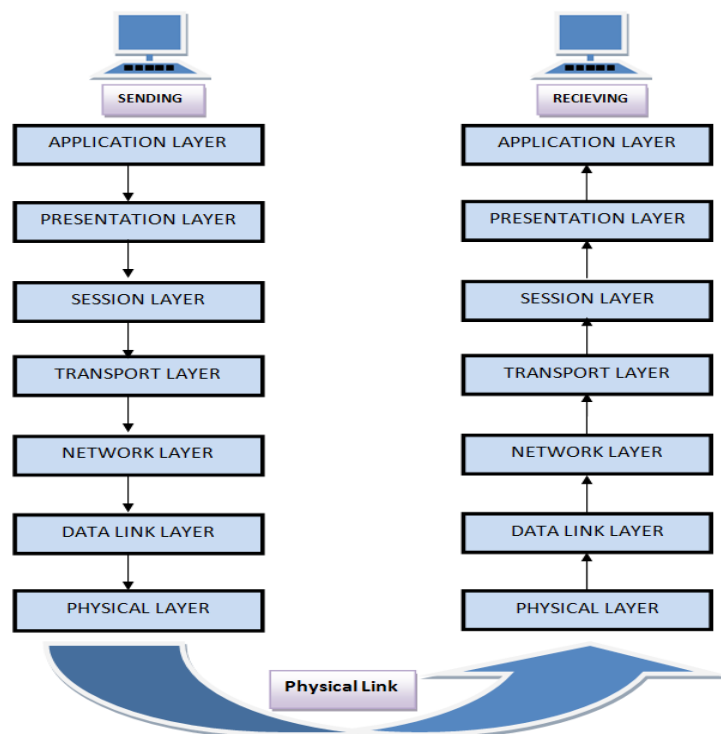 SENDING
APPLICATION LAYER
PRESENTATION LAYER
SESSION LAYER
TRANSPORT LAYER
NETWORK LAYER
DATA LINK LAYER
PHYSICAL LAYER
RECIEVING
APPLICATION LAYER
PRESENTATION LAYER
SESSION LAYER
TRANSPORT LAYER
NETWORK LAYER
DATA LINK LAYER
PHYSICAL LAYER
Physical Link